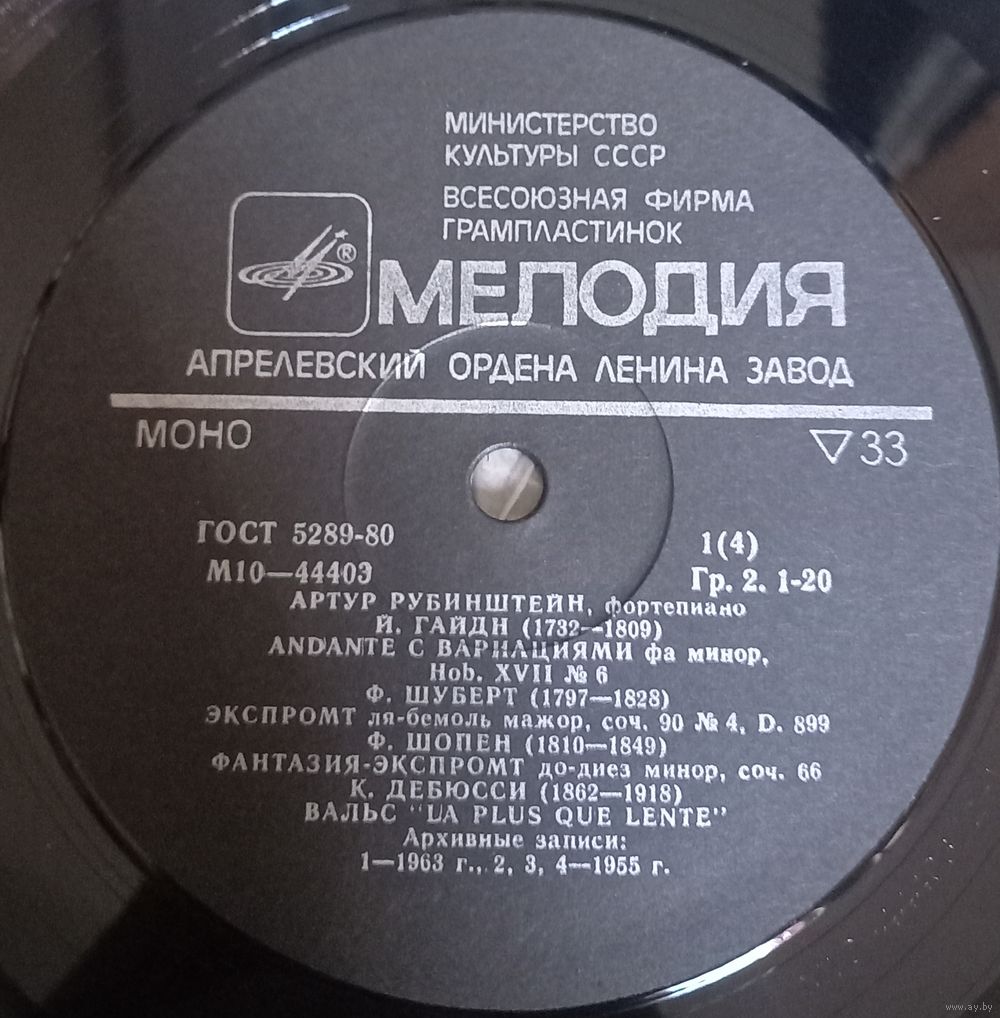 МИНИСТЕРСТВО
КУЛЬТУРЫ СССР
ВСЕСОЮЗНАЯ ФИРМА
ГРАМПЛАСТИНОК
®
МЕЛОДИЯ
АПРЕЛЕВСКИЙ ОРДЕНА ЛЕНИНА ЗАВОД
МОНО
▽33
ГОСТ 5289-80
1(4)
М10—44403
Гр. 2. 1-20
АРТУР РУБИНШТЕЙН, фортепиано
Й. ГАЙДН (1732—1809)
ANDANTE С ВАРИАЦИЯМИ фа минор,
Hob. XVII № 6
Ф. ШУБЕРТ (1797—1828)
ЭКСПРОМТ ля-бемоль мажор, соч. 90 № 4, D. 899
Ф. ШОПЕН (1810—1849)
ФАНТАЗИЯ-ЭКСПРОМТ до-диез минор, соч. 66
К. ДЕБЮССИ (1862—1918)
ВАЛЬС "LA PLUS QUE LENTE"
Архивные записи:
1—1963 г., 2, 3, 4—1955 г.
www.ay.by